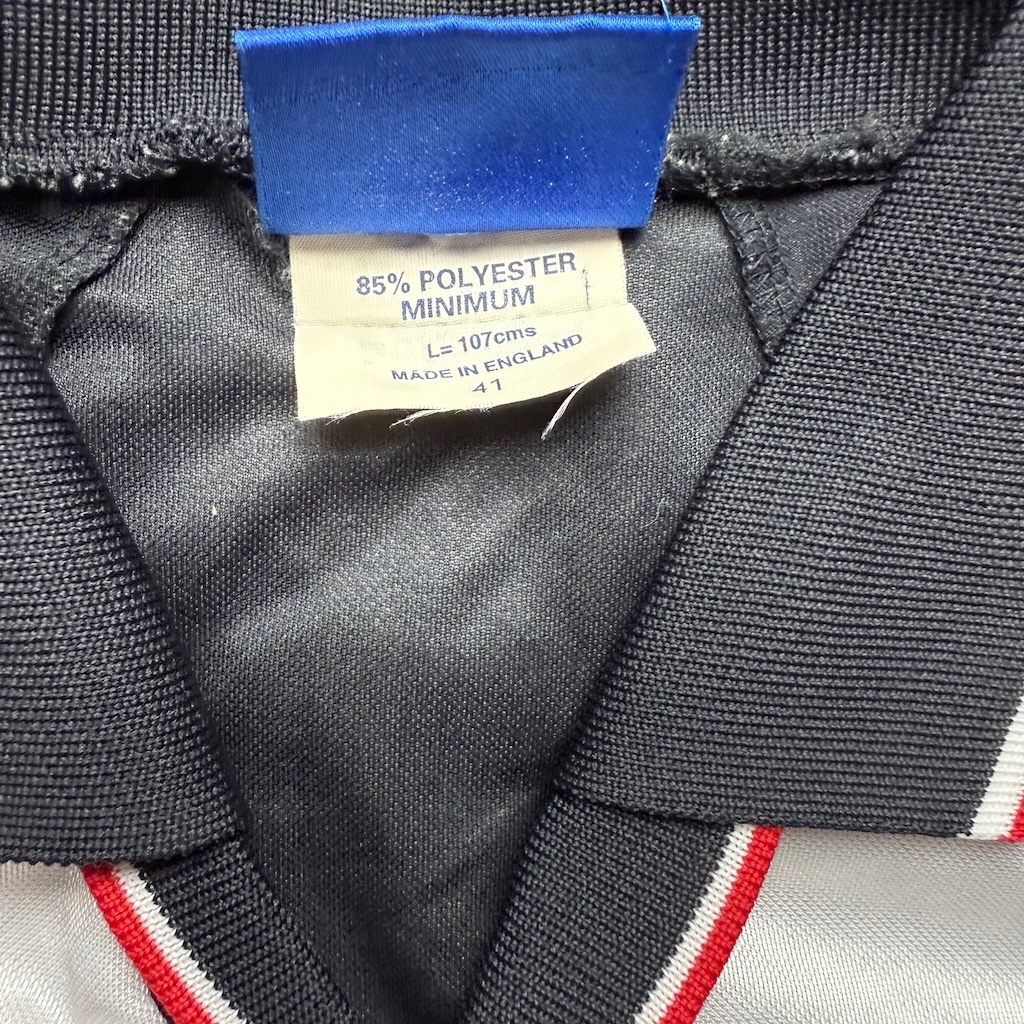 85% POLYESTER
MINIMUM
L= 107cms
MADE IN ENGLAND
41